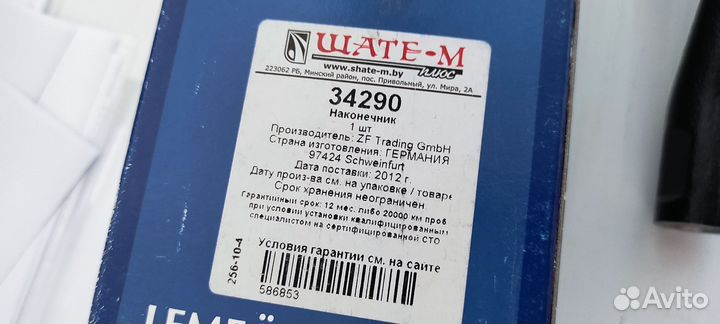 ШАТЕ-М
плюс
www.shate-m.by
223062 РБ, Минский район, пос. Привольный, ул. Мира, 2А
34290
Наконечник
1 шт
Производитель: ZF Trading GmbH
Страна изготовления: ГЕРМАНИЯ
97424 Schweinfurt
Дата поставки: 2012 г.
Дату произ-ва см. на упаковке / товаре
Срок хранения неограничен
Гарантийный срок: 12 мес. либо 20000 км проб
при условии установки квалифицированным
специалистом на сертифицированной СТО
Условия гарантии см. на сайте
256-10-4
586853
Avito